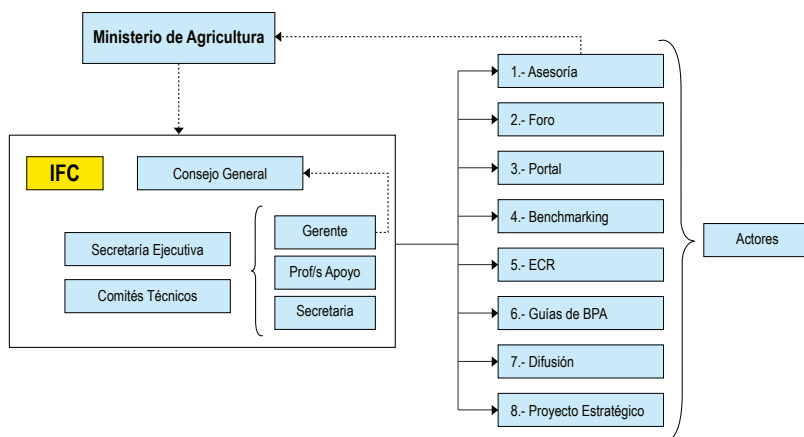 Ministerio de Agricultura
IFC
Consejo General
Secretaría Ejecutiva
Comités Técnicos
Gerente
Prof/s Apoyo
Secretaria
1.- Asesoría
2.- Foro
3.- Portal
4.- Benchmarking
5.- ECR
6.- Guías de BPA
7.- Difusión
8.- Proyecto Estratégico
Actores